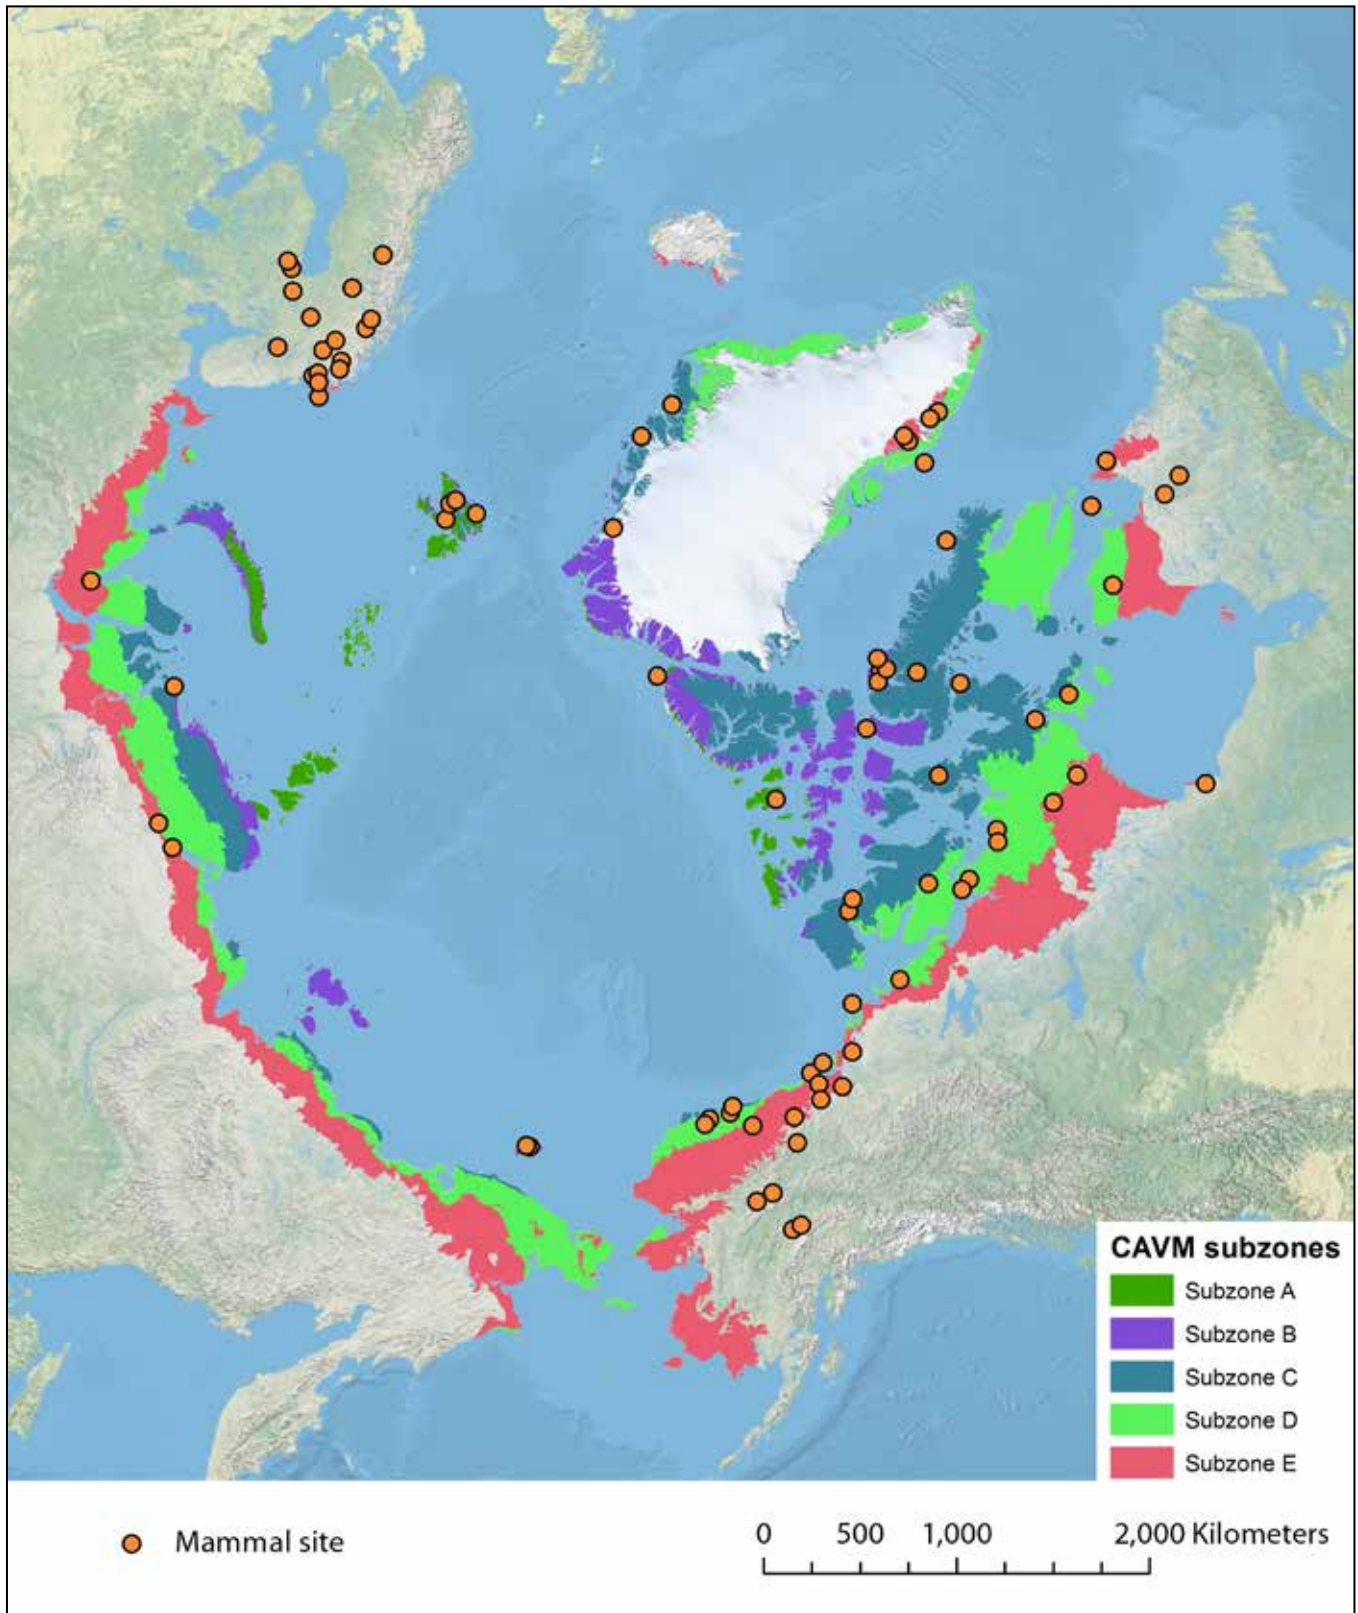 CAVM subzones
Subzone A
Subzone B
Subzone C
Subzone D
Subzone E
Mammal site
0 500 1,000 2,000 Kilometers